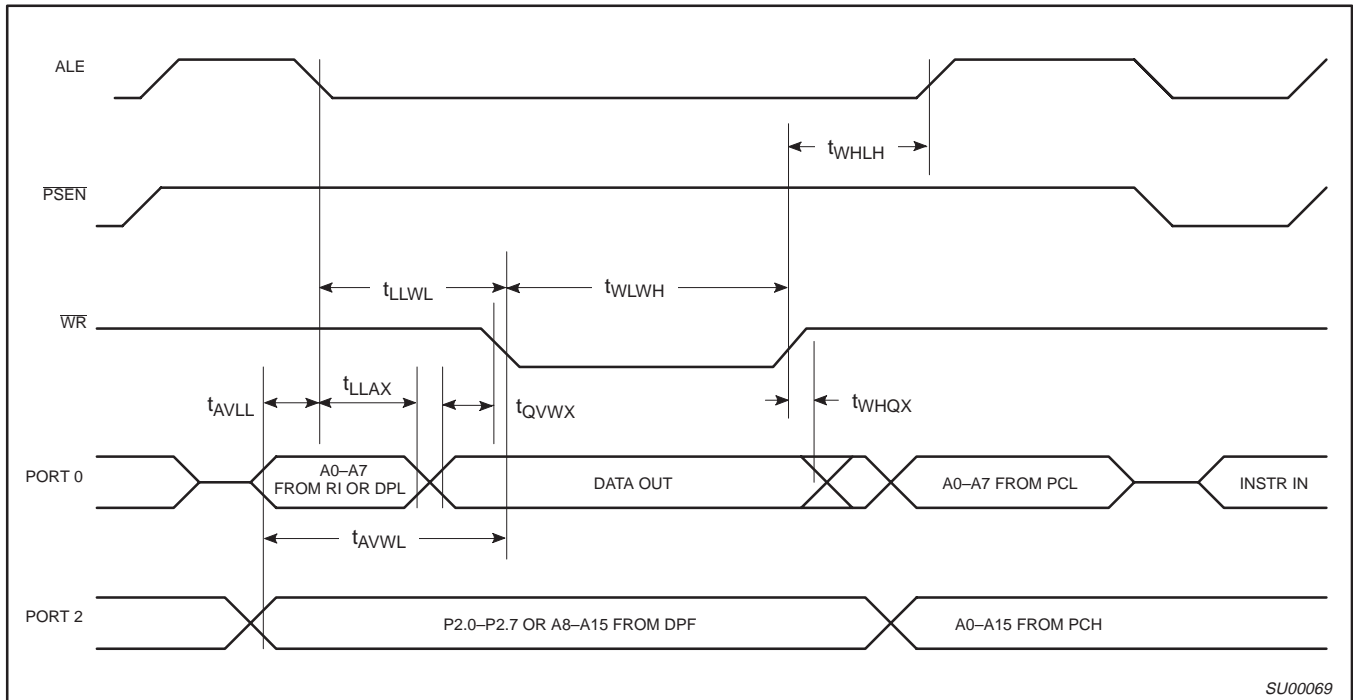 ALE
tWHLH
PSEN
tLLWL
tWLWH
WR
tAVLL
tLLAX
tQVWX
tWHQX
PORT 0
A0–A7
FROM RI OR DPL
DATA OUT
A0–A7 FROM PCL
INSTR IN
tAVWL
PORT 2
P2.0–P2.7 OR A8–A15 FROM DPF
A0–A15 FROM PCH
SU00069